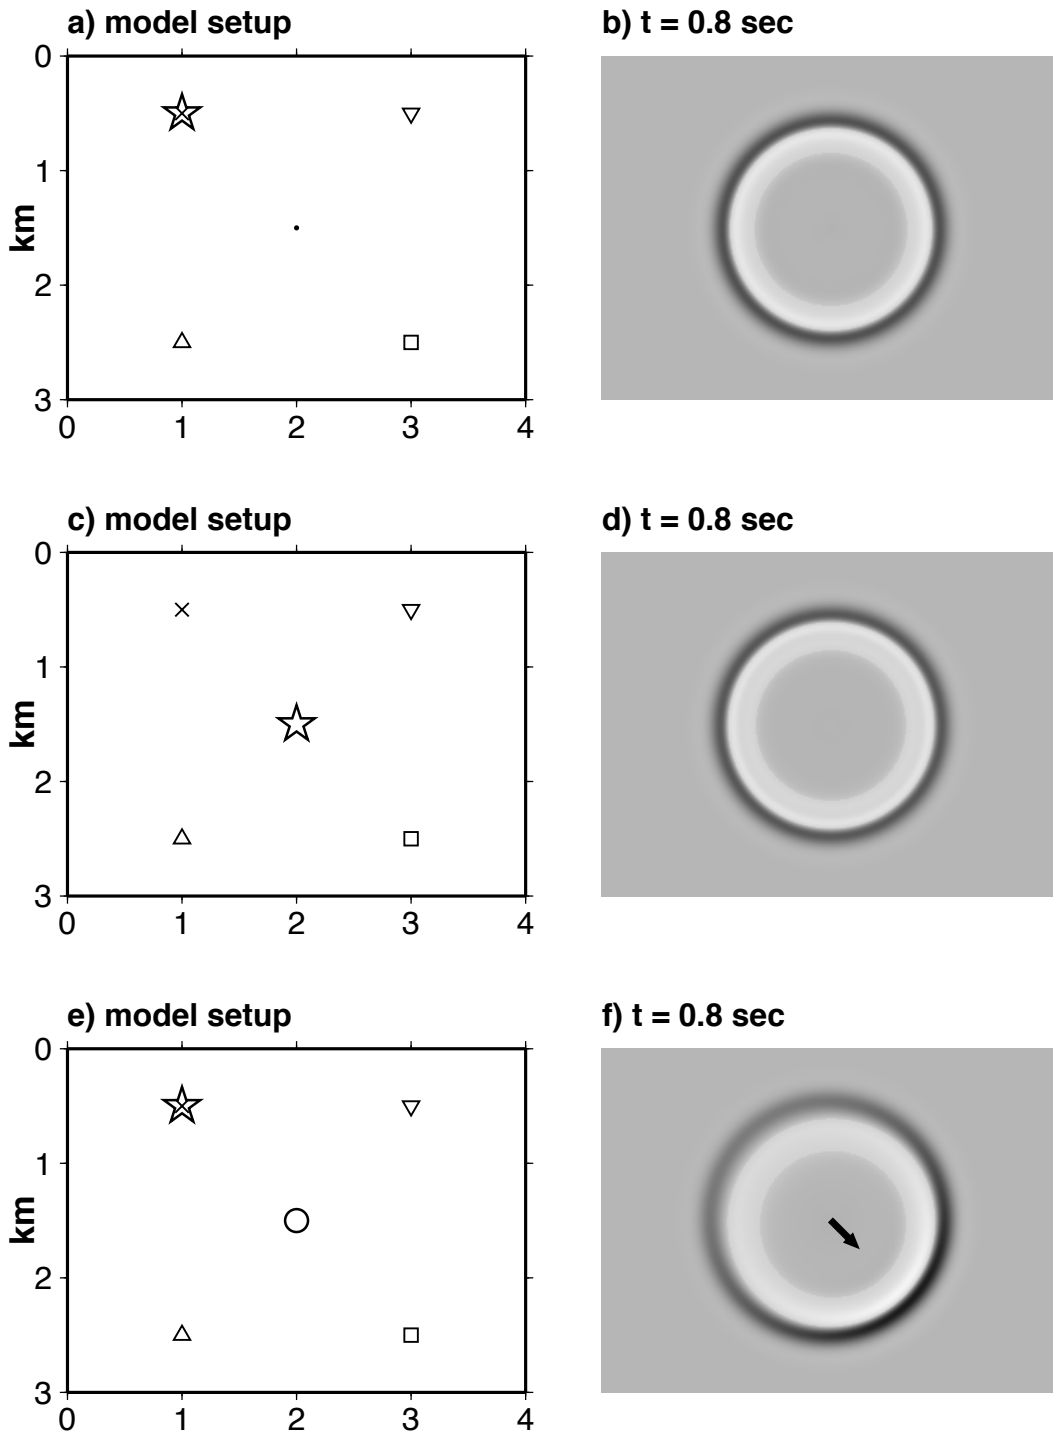 a) model setup
b) t = 0.8 sec
0
1
2
3
km
0 1 2 3 4
c) model setup
d) t = 0.8 sec
0
1
2
3
km
0 1 2 3 4
e) model setup
f) t = 0.8 sec
0
1
2
3
km
0 1 2 3 4